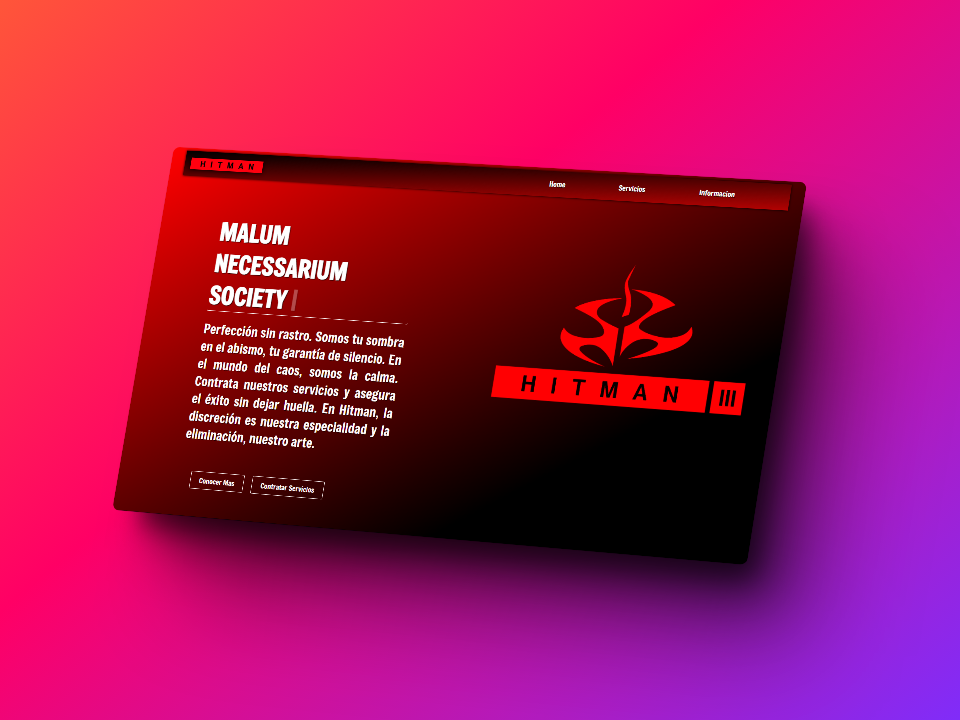 HITMAN
Home Servicios Informacion
MALUM
NECESSARIUM
SOCIETY
Perfección sin rastro. Somos tu sombra
en el abismo, tu garantía de silencio. En
el mundo del caos, somos la calma.
Contrata nuestros servicios y asegura
el éxito sin dejar huella. En Hitman, la
discreción es nuestra especialidad y la
eliminación, nuestro arte.
Conocer Mas Contratar Servicios
HITMAN III